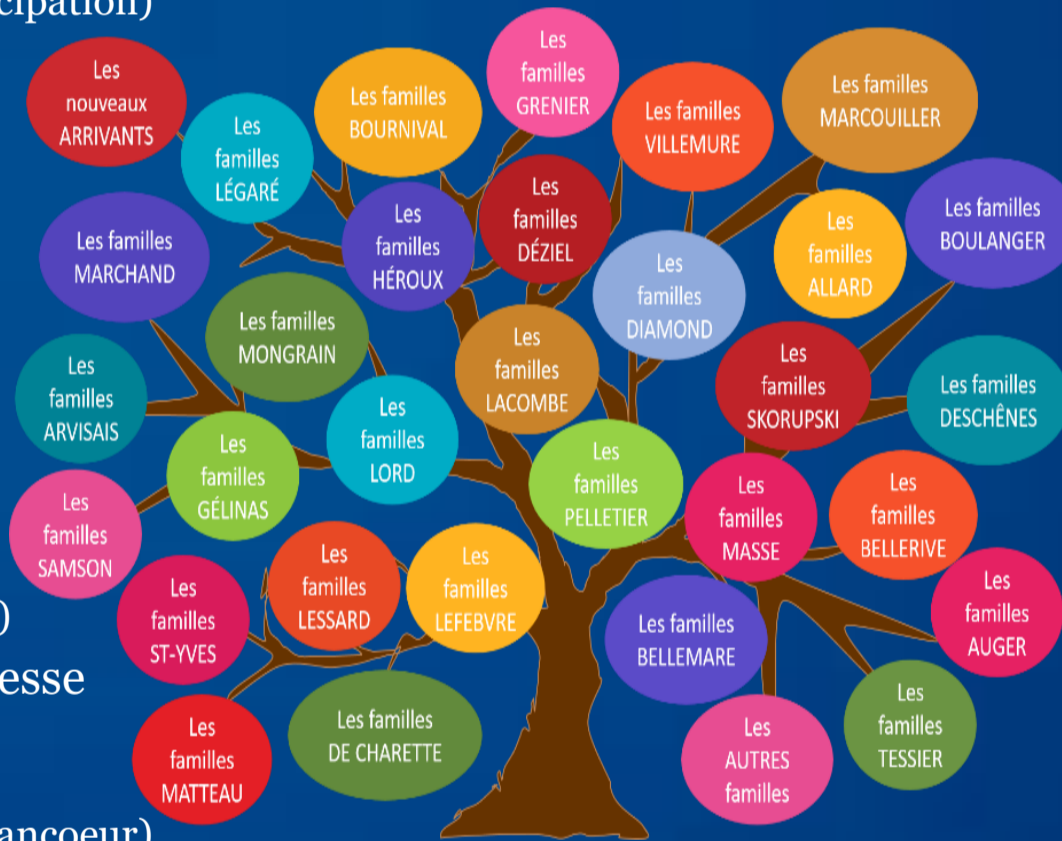 cipation)
Les
nouveaux
ARRIVANTS
Les
familles
LÉGARÉ
Les familles
BOURNIVAL
Les
familles
GRENIER
Les familles
VILLEMURE
Les familles
MARCOUILLER
Les familles
MARCHAND
Les
familles
HÉROUX
Les
familles
DÉZIEL
Les
familles
DIAMOND
Les
familles
ALLARD
Les familles
BOULANGER
Les familles
MONGRAIN
Les
familles
LACOMBE
Les
familles
SKORUPSKI
Les familles
DESCHÊNES
Les
familles
ARVISAIS
Les
familles
GÉLINAS
Les
familles
LORD
Les
familles
PELLETIER
Les
familles
MASSE
Les
familles
BELLERIVE
Les
familles
SAMSON
Les
familles
ST-YVES
Les
familles
LESSARD
Les
familles
LEFEBVRE
Les familles
BELLEMARE
Les
familles
AUGER
)
esse
Les
familles
MATTEAU
Les familles
DE CHARETTE
Les
AUTRES
familles
Les
familles
TESSIER
ancoeur)